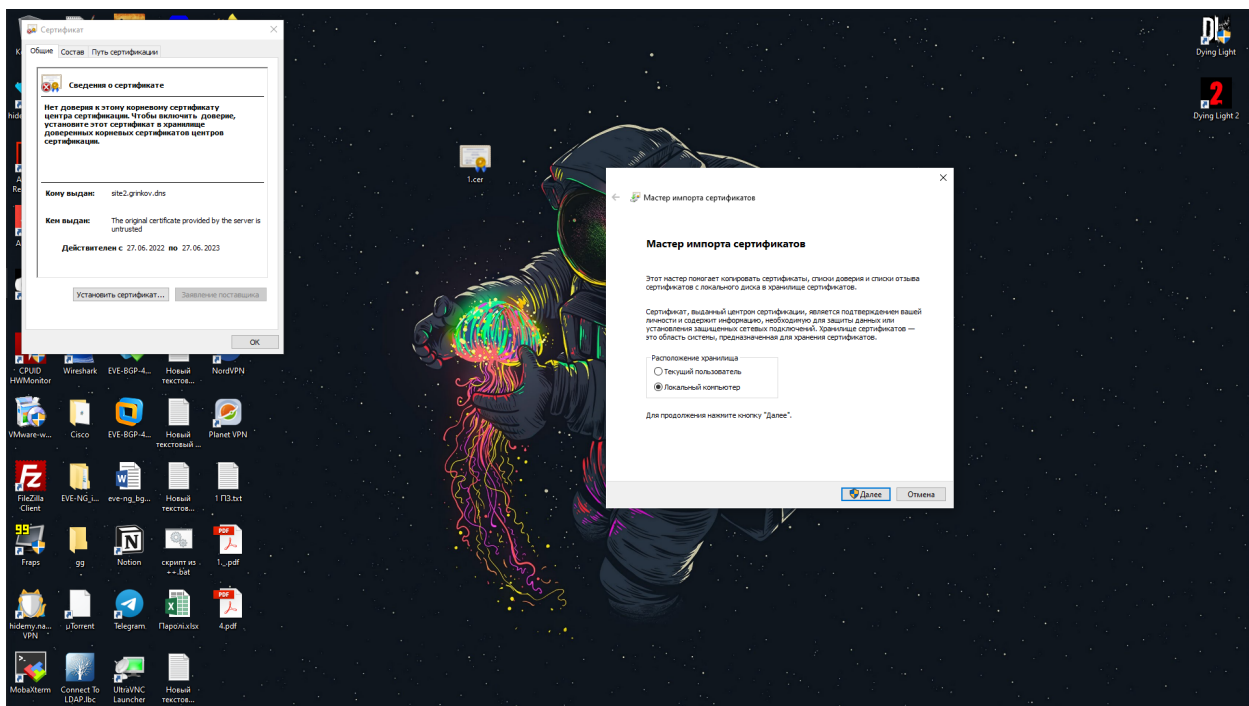 Сертификат
Общие Состав Путь сертификации
Сведения о сертификате
Нет доверия к этому корневому сертификату
центра сертификации. Чтобы включить доверие,
установите этот сертификат в хранилище
доверенных корневых сертификатов центров
сертификации.
Кому выдан: site2.grinkov.dns
Кем выдан: The original certificate provided by the server is
untrusted
Действителен с 27.06.2022 по 27.06.2023
Установить сертификат... Заявление поставщика
OK
1.cer
Мастер импорта сертификатов
Мастер импорта сертификатов
Этот мастер помогает копировать сертификаты, списки доверия и списки отзыва
сертификатов с локального диска в хранилище сертификатов.
Сертификат, выданный центром сертификации, является подтверждением вашей
личности и содержит информацию, необходимую для защиты данных или
установления защищенных сетевых подключений. Хранилище сертификатов —
это область системы, предназначенная для хранения сертификатов.
Расположение хранилища
Текущий пользователь
Локальный компьютер
Для продолжения нажмите кнопку "Далее".
Далее Отмена
Dying Light
2
Dying Light 2
CPUID Wireshark EVE-BGP-4... Новый NordVPN
HWMonitor текстов...
VMware-w... Cisco EVE-BGP-4... Новый Planet VPN
текстовый ...
FileZilla EVE-NG_i... eve-ng_bg... Новый 1 ПЗ.txt
Client текстов...
99
PDF
Fraps gg Notion скрипт из 1._.pdf
++.bat
PDF
hidemy.na... µTorrent Telegram Паролі.xlsx 4.pdf
VPN
MobaXterm Connect To UltraVNC Новый
LDAP.lbc Launcher текстов...